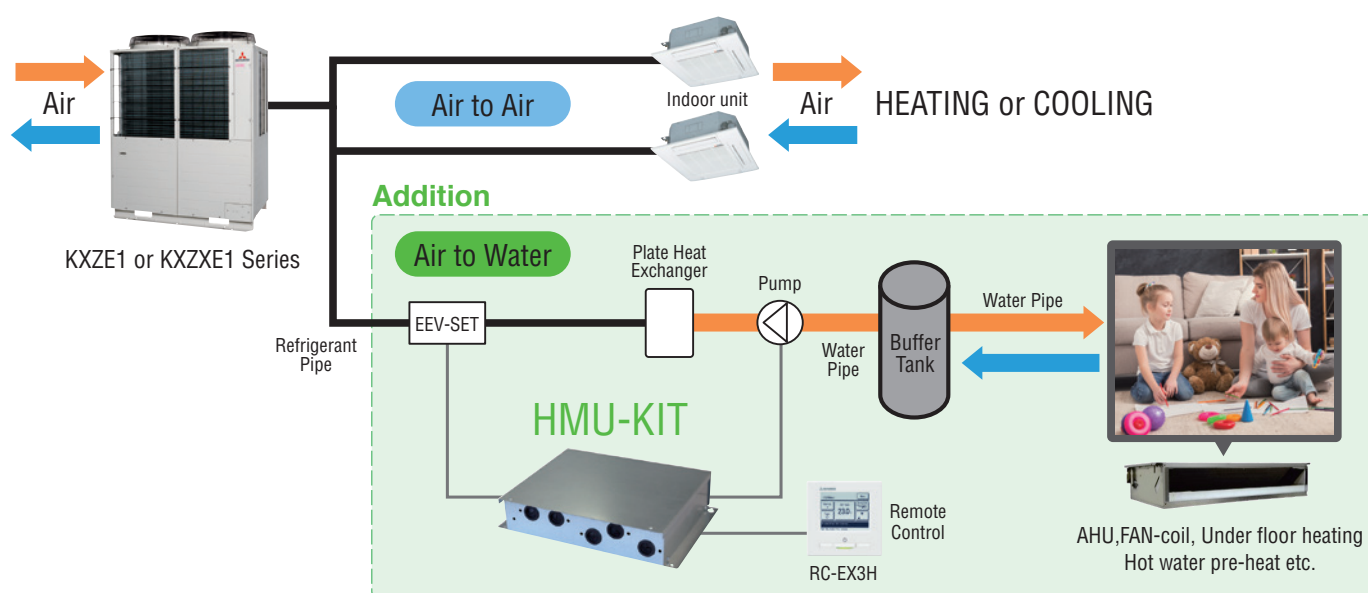 Air
KXZE1 or KXZXE1 Series
Air to Air
Indoor unit
Air
HEATING or COOLING
Addition
Air to Water
Refrigerant
Pipe
EEV-SET
Plate Heat
Exchanger
Pump
Water
Pipe
Buffer
Tank
Water Pipe
HMU-KIT
Remote
Control
RC-EX3H
AHU,FAN-coil, Under floor heating
Hot water pre-heat etc.